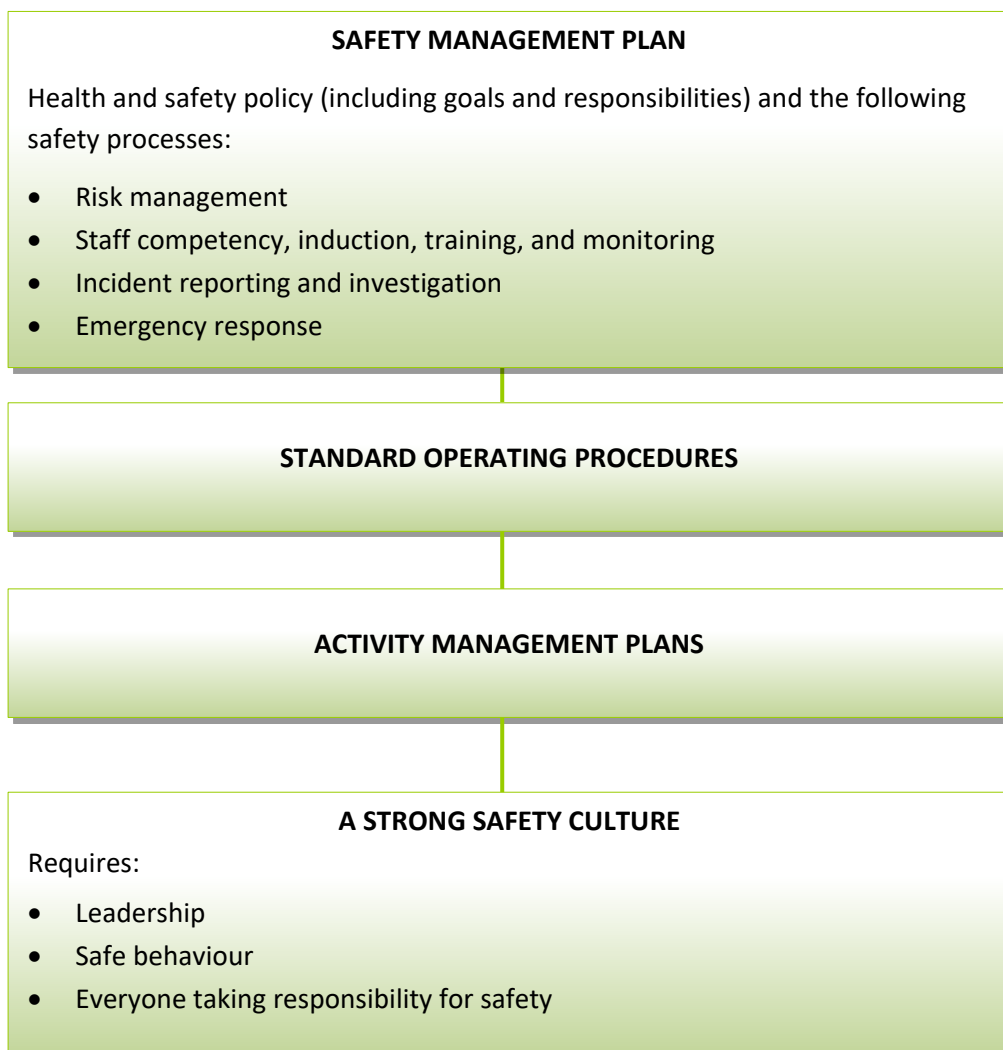 SAFETY MANAGEMENT PLAN
Health and safety policy (including goals and responsibilities) and the following
safety processes:
• Risk management
• Staff competency, induction, training, and monitoring
• Incident reporting and investigation
• Emergency response
STANDARD OPERATING PROCEDURES
ACTIVITY MANAGEMENT PLANS
A STRONG SAFETY CULTURE
Requires:
• Leadership
• Safe behaviour
• Everyone taking responsibility for safety